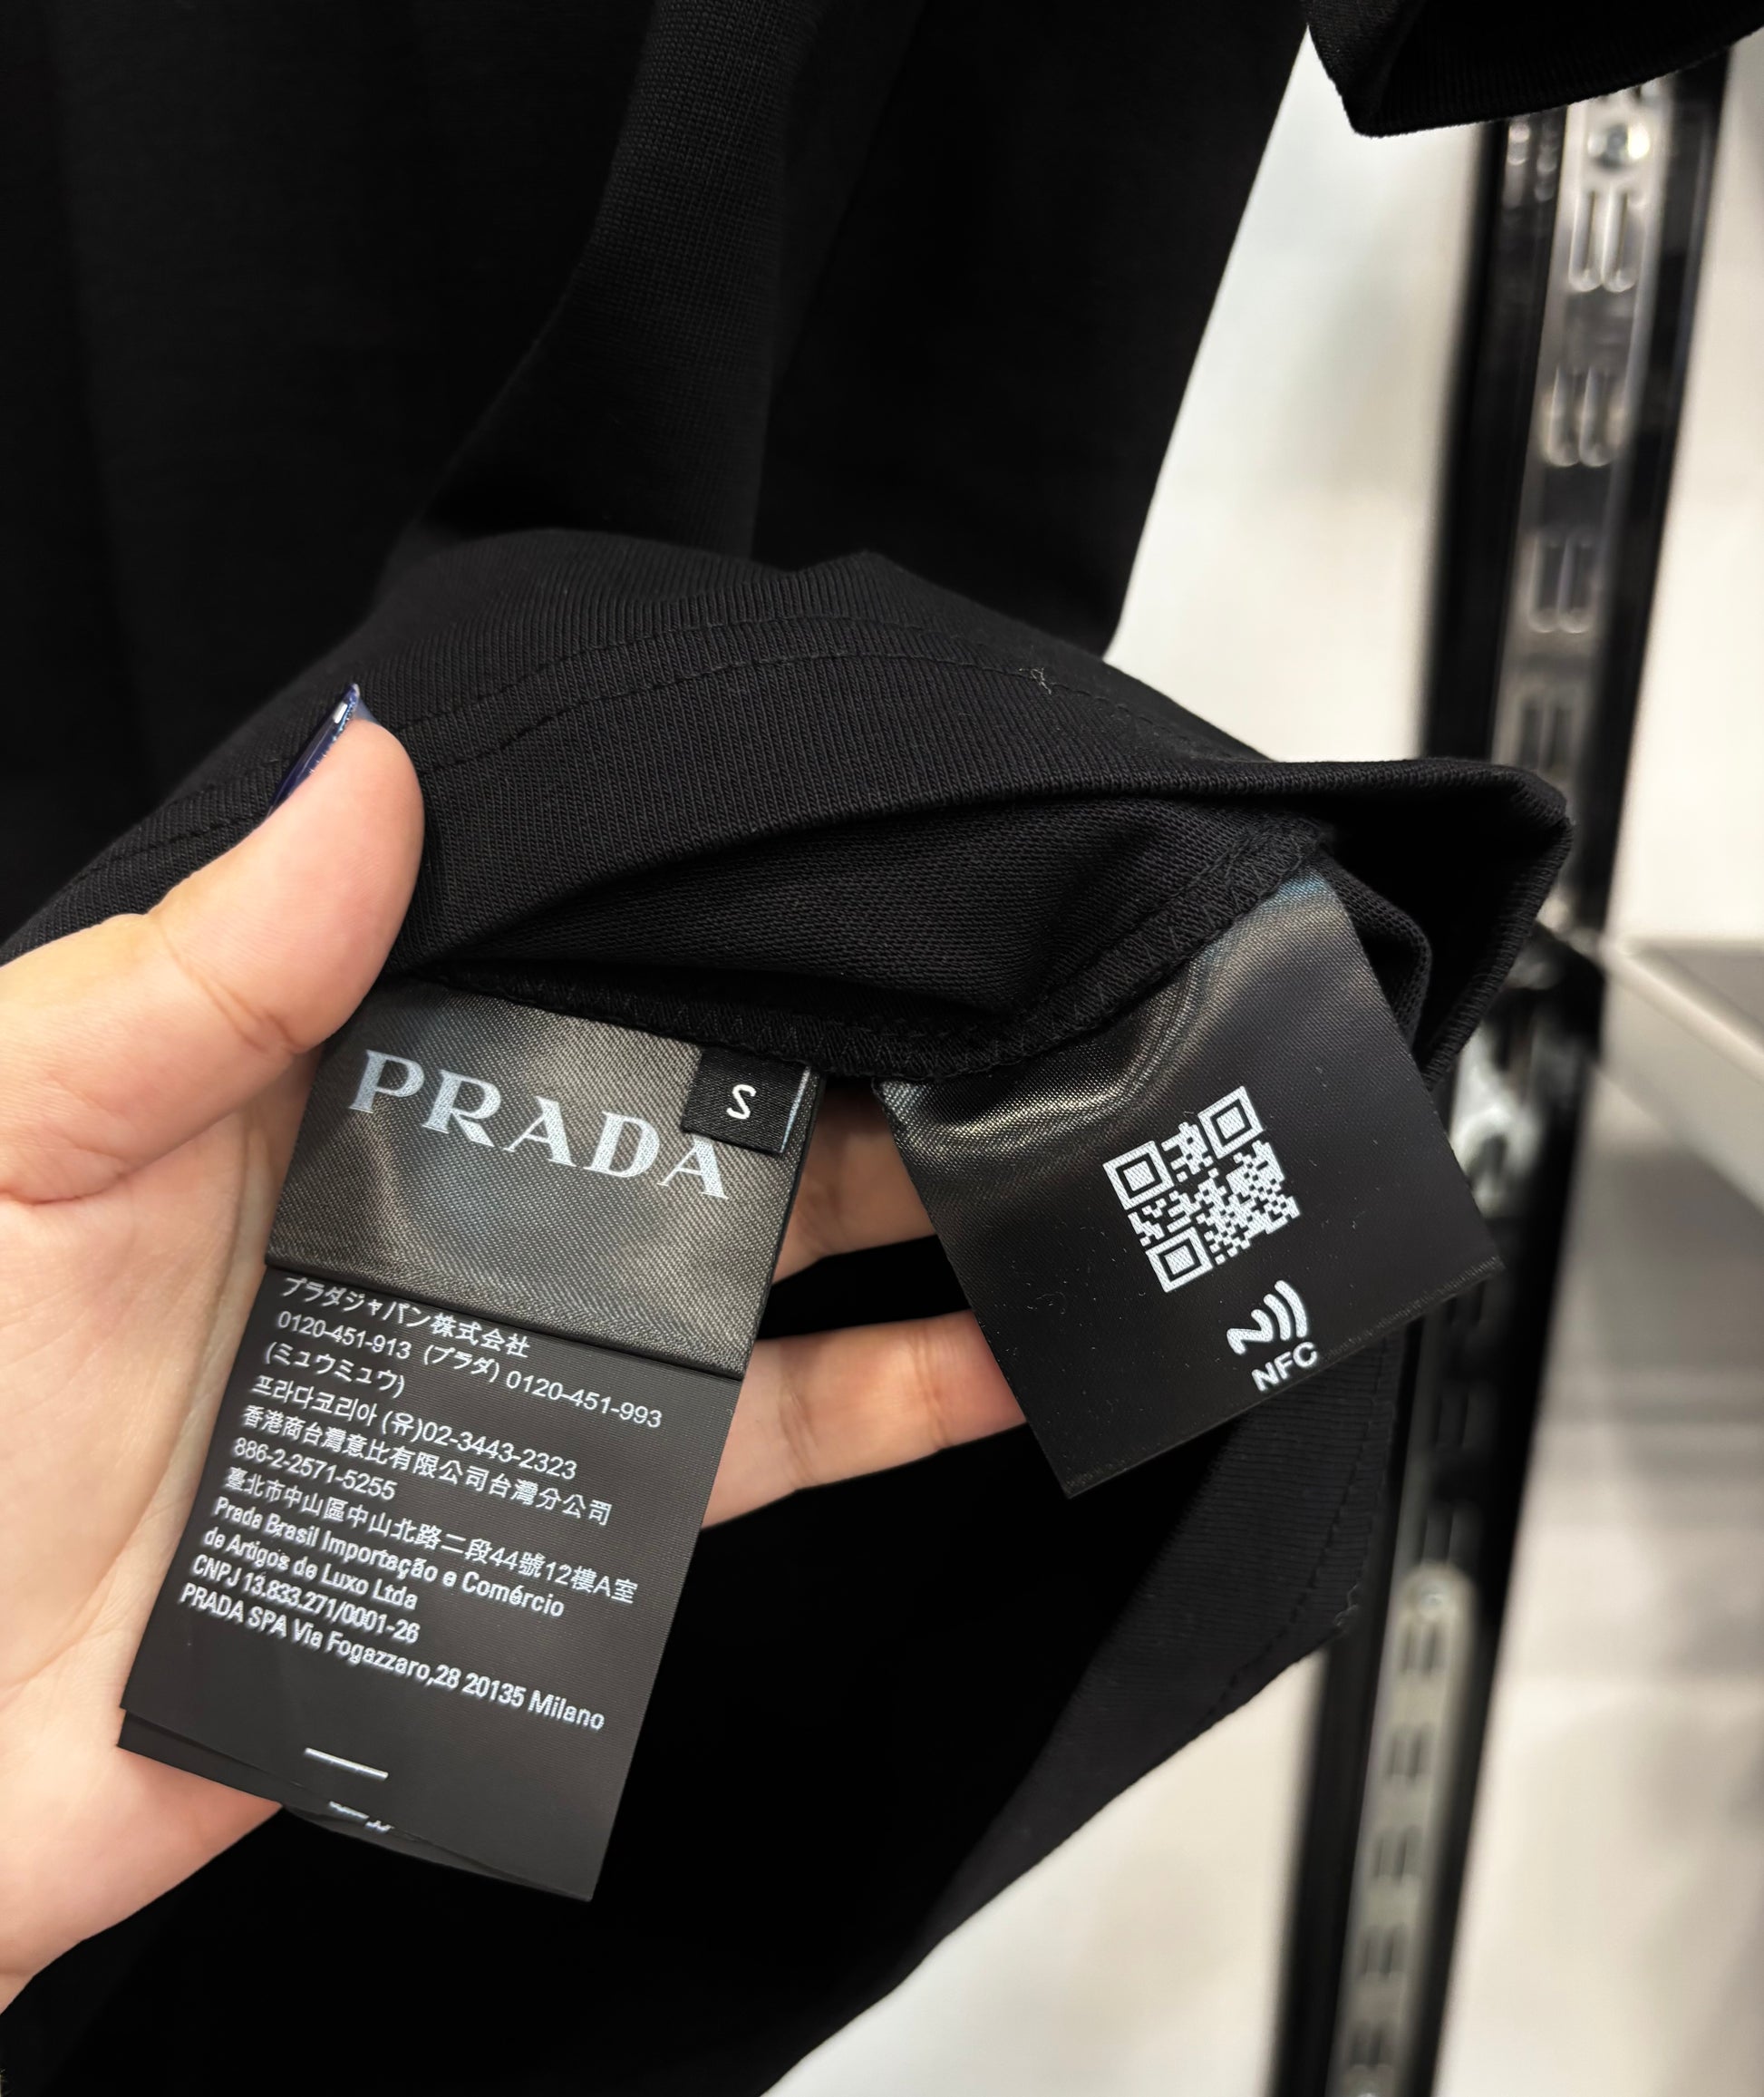 PRADA
S
プラダジャパン株式会社
0120-451-913 (プラダ) 0120-451-993
(ミュウミュウ)
프라다코리아 (유)02-3443-2323
香港商台灣意比有限公司台灣分公司
886-2-2571-5255
臺北市中山區中山北路二段44號12樓A室
Prada Brasil Importação e Comércio
de Artigos de Luxo Ltda
CNPJ 13.833.271/0001-26
PRADA SPA Via Fogazzaro,28 20135 Milano
NFC